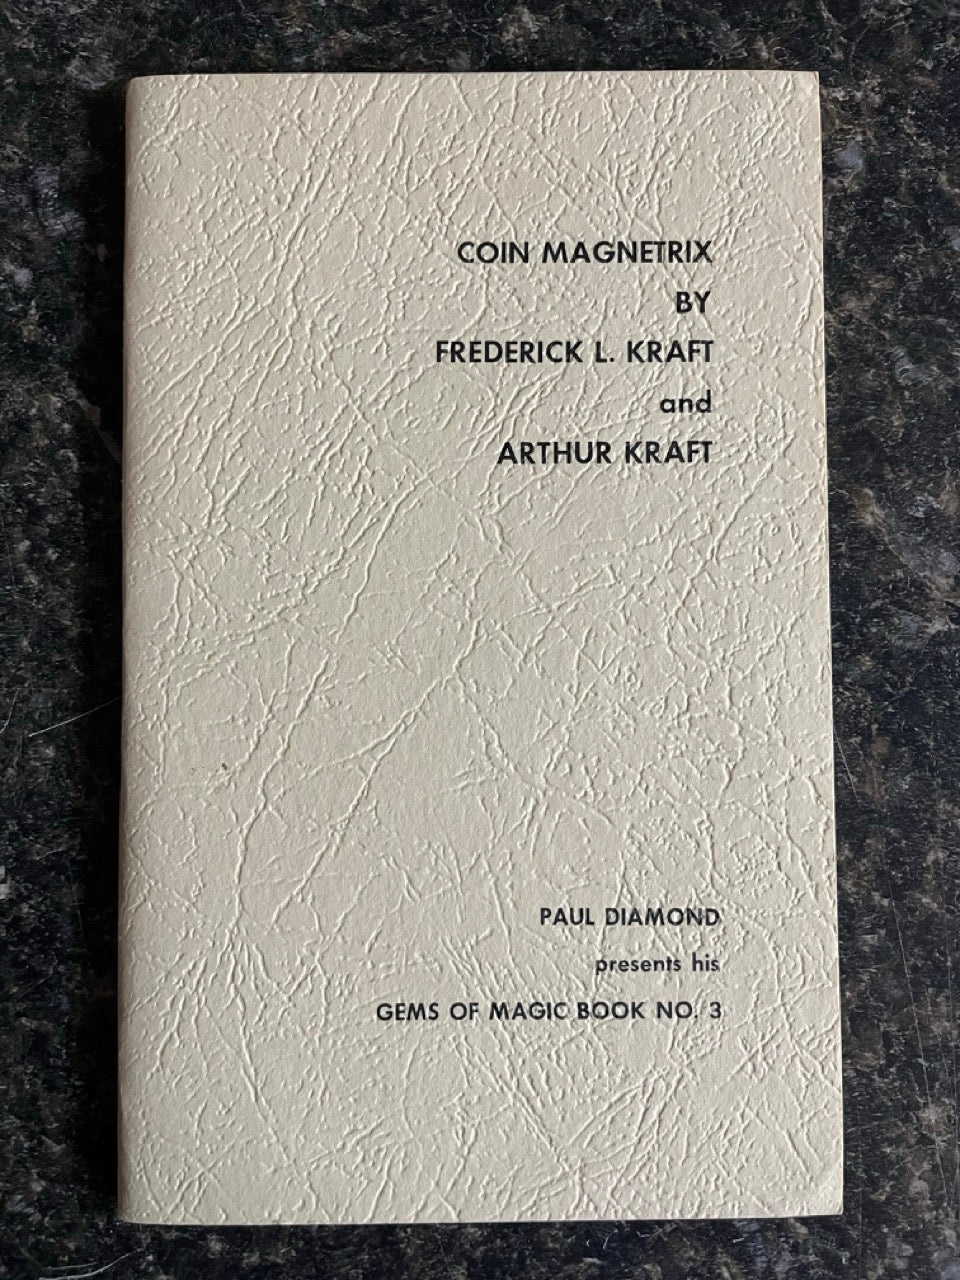 COIN MAGNETRIX
BY
FREDERICK L. KRAFT
and
ARTHUR KRAFT
PAUL DIAMOND
presents his
GEMS OF MAGIC BOOK NO. 3